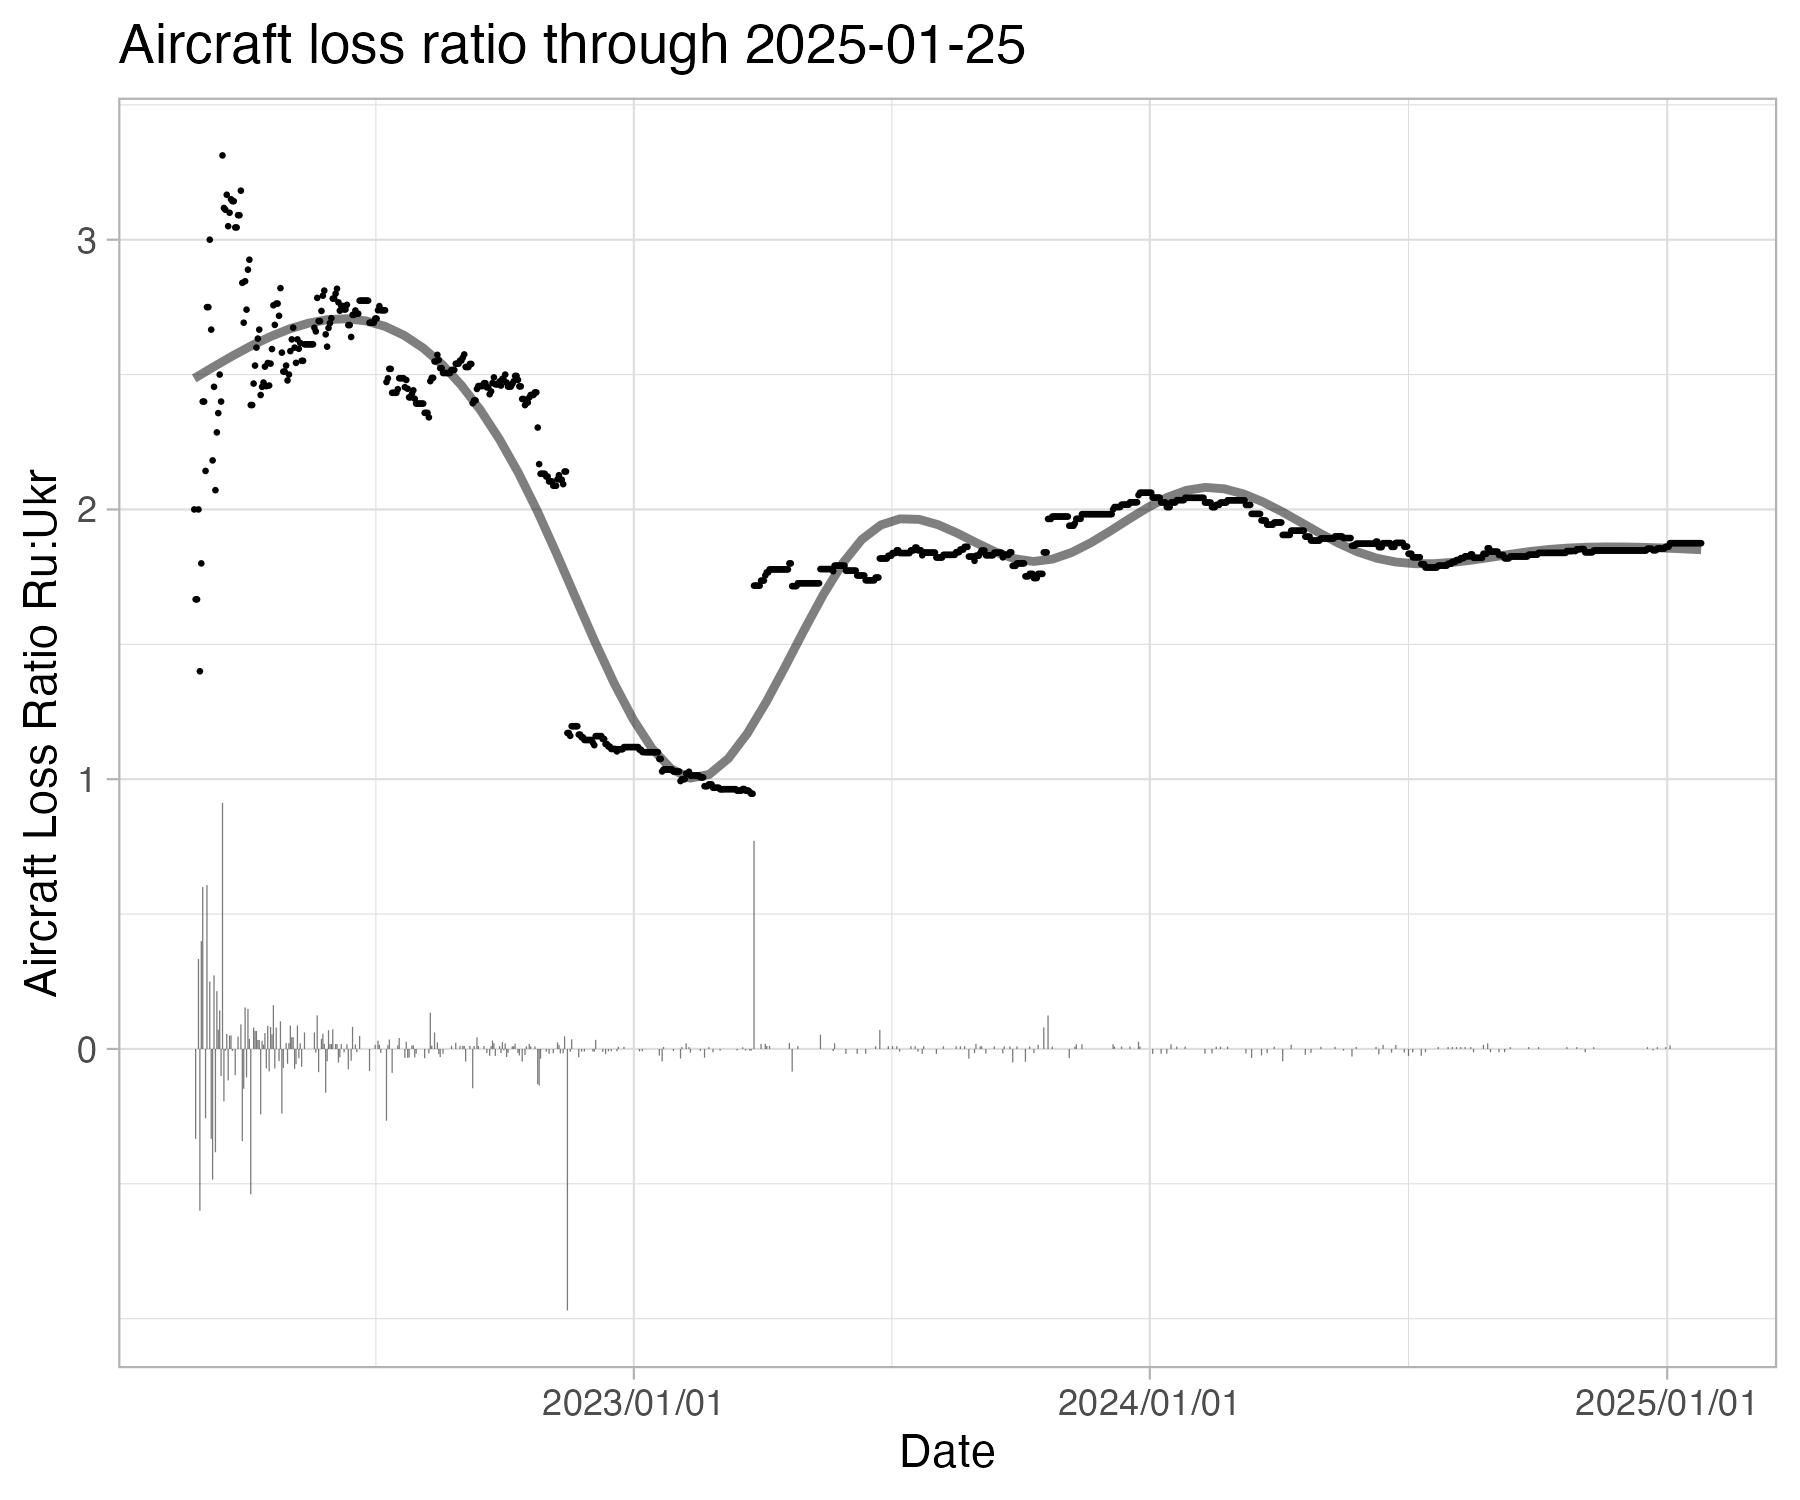 Aircraft loss ratio through 2025-01-25
Aircraft Loss Ratio Ru:Ukr
3
2
1
0
0
2023/01/01
2024/01/01
2025/01/01
Date